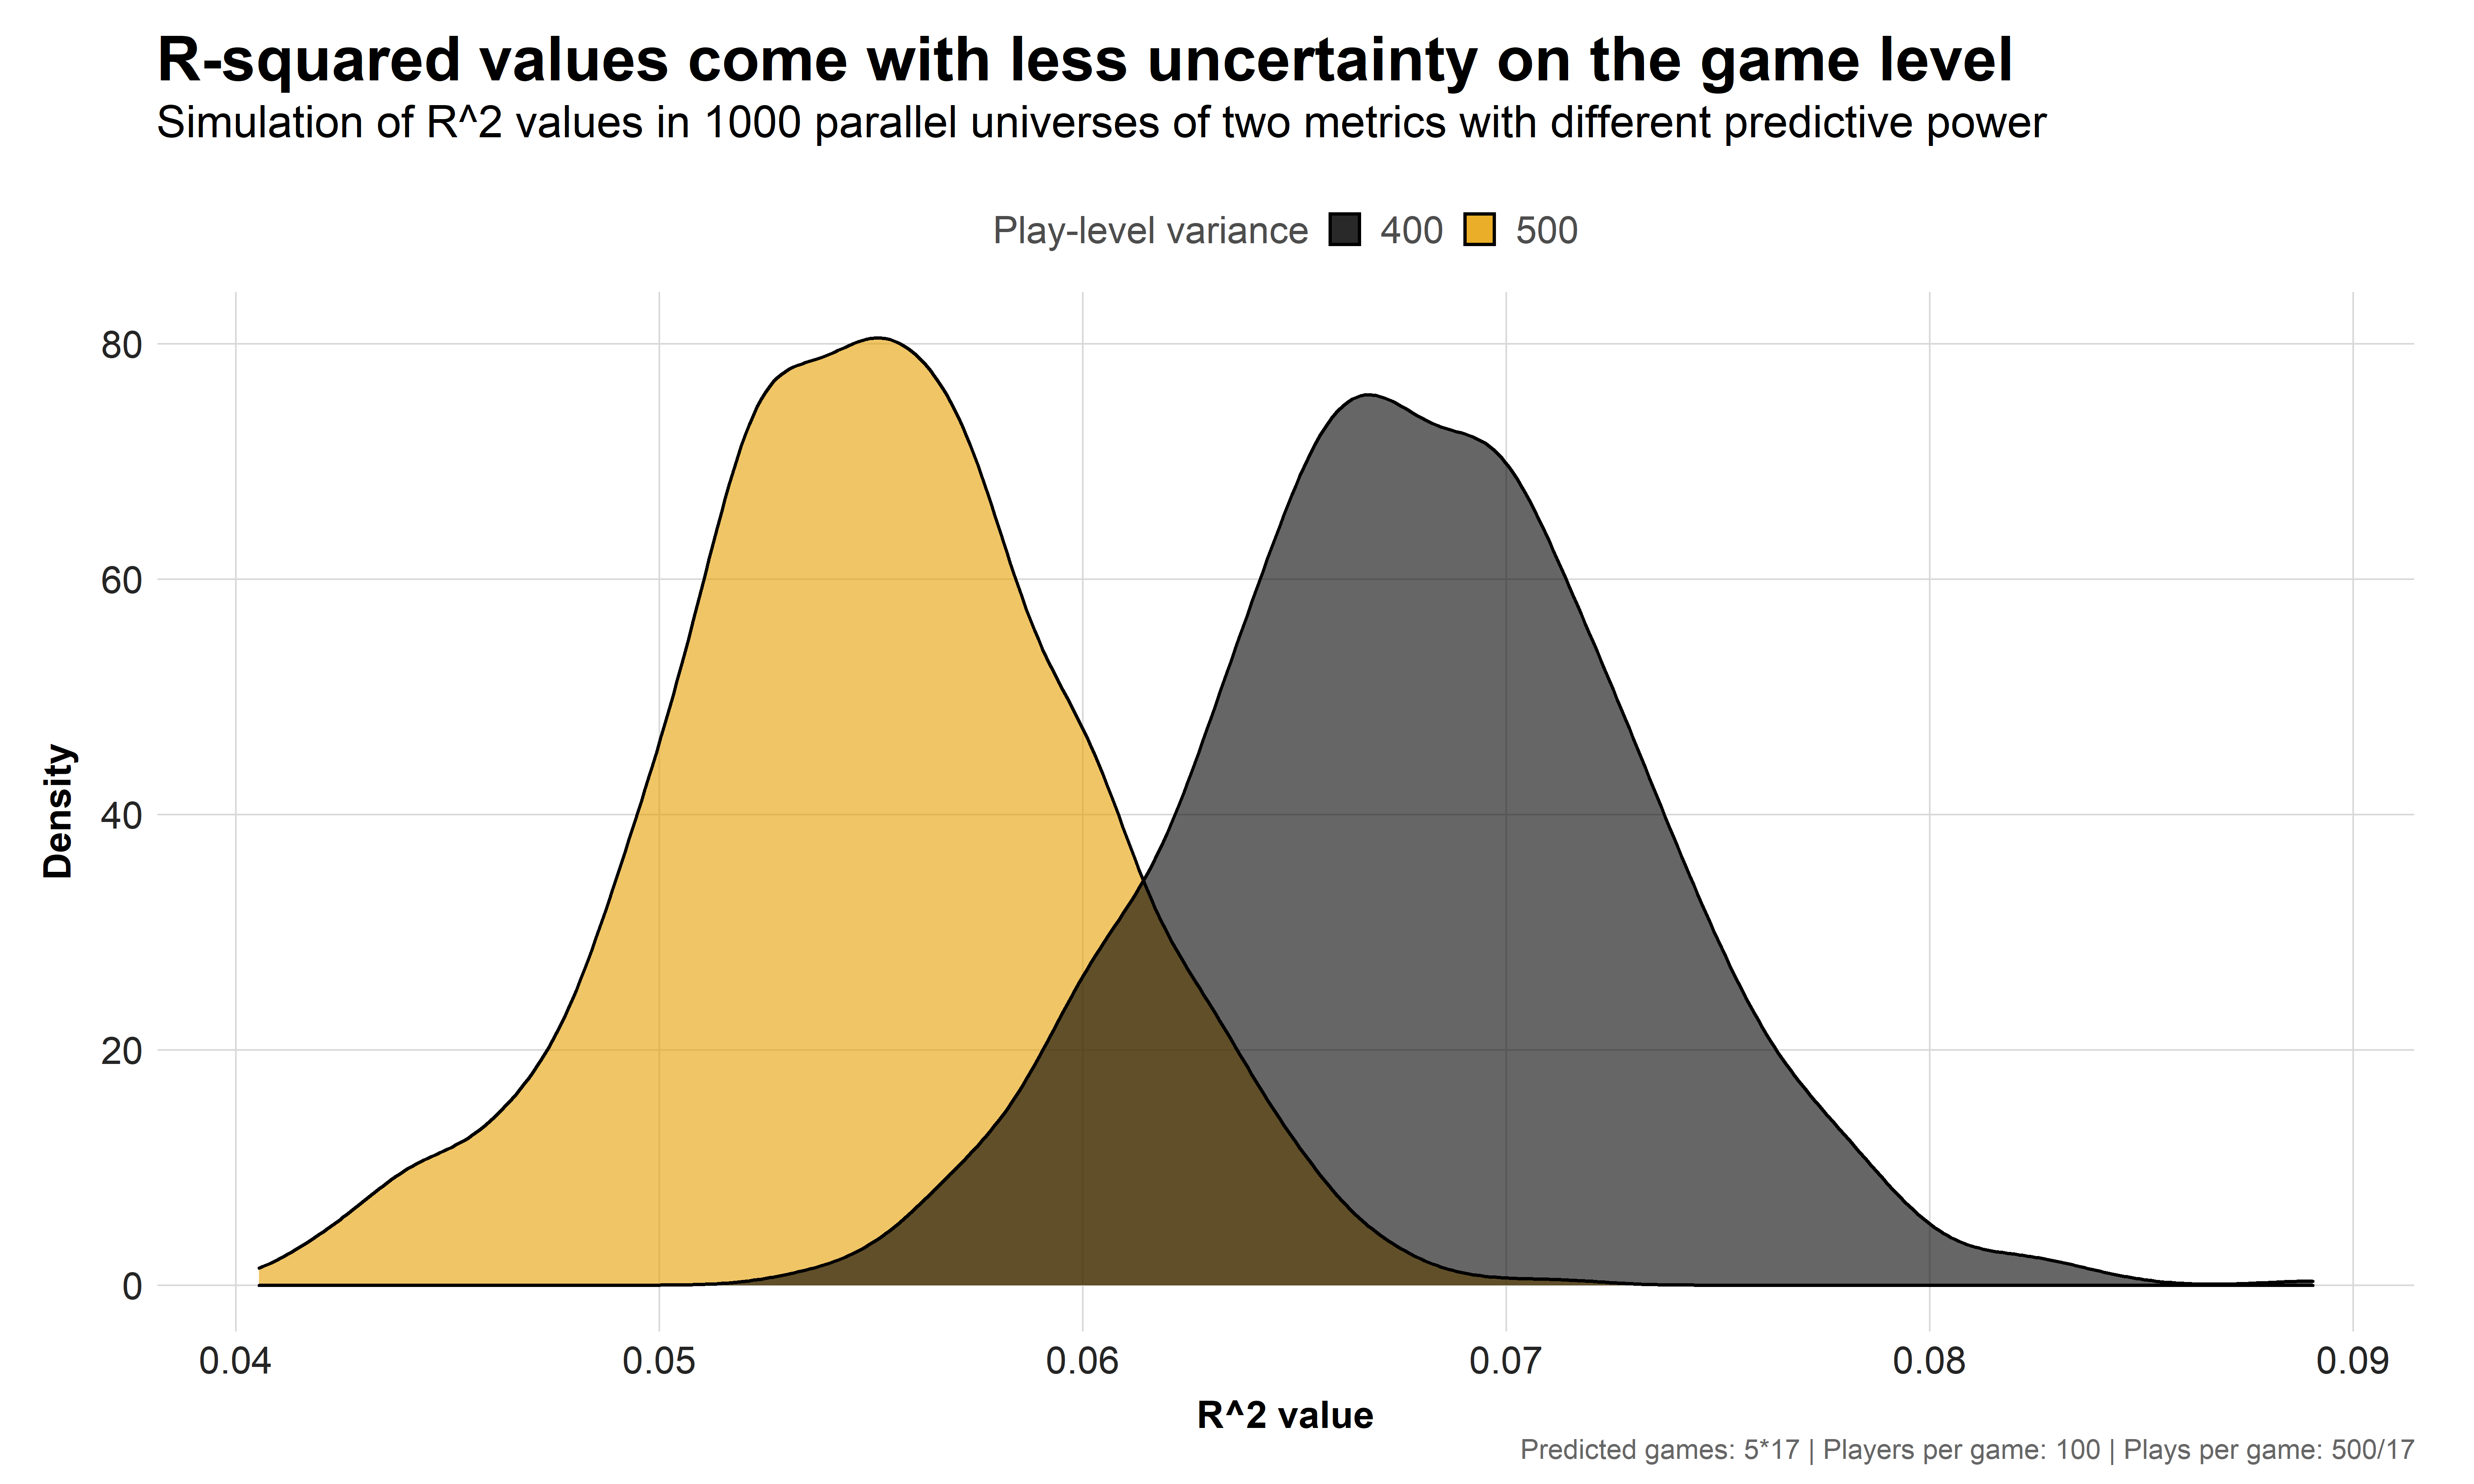 R-squared values come with less uncertainty on the game level
Simulation of R^2 values in 1000 parallel universes of two metrics with different predictive power
Play-level variance 400 500
80
60
40
20
0
Density
0.04 0.05 0.06 0.07 0.08 0.09
R^2 value
Predicted games: 5*17 | Players per game: 100 | Plays per game: 500/17